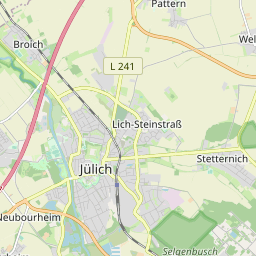 Pattern
Broich
Wel
L 241
Lich-Steinstraß
Stetternich
Jülich
Neubourheim
Selgenbusch